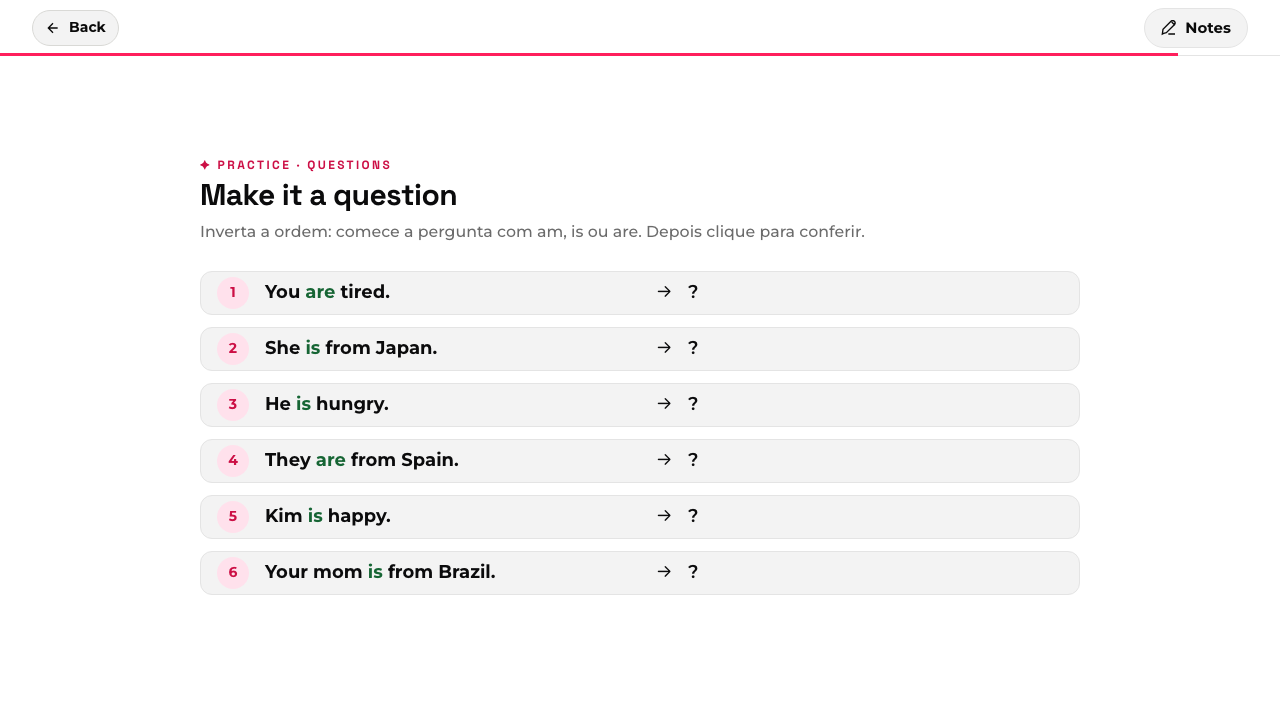 Back
Notes
PRACTICE · QUESTIONS
Make it a question
Inverta a ordem: comece a pergunta com am, is ou are. Depois clique para conferir.
1 You are tired. → ?
2 She is from Japan. → ?
3 He is hungry. → ?
4 They are from Spain. → ?
5 Kim is happy. → ?
6 Your mom is from Brazil. → ?